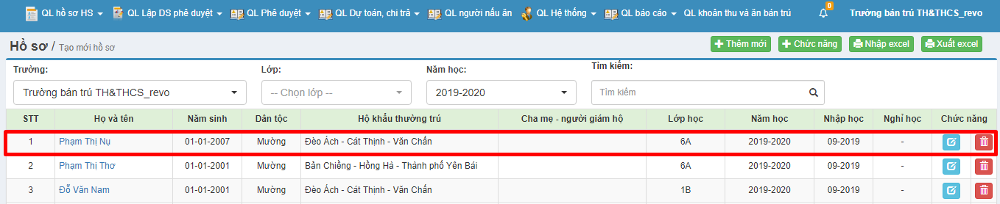 QL hồ sơ HS QL Lập DS phê duyệt QL Phê duyệt QL Dự toán, chi trả QL người nấu ăn QL Hệ thống QL báo cáo QL khoản thu và ăn bán trú 0 Trường bán trú TH&THCS_revo
Hồ sơ / Tạo mới hồ sơ Thêm mới Chức năng Nhập excel Xuất excel
Trường: Lớp: Năm học: Tìm kiếm:
Trường bán trú TH&THCS_revo -- Chọn lớp -- 2019-2020 Tìm kiếm
STT Họ và tên Năm sinh Dân tộc Hộ khẩu thường trú Cha mẹ - người giám hộ Lớp học Năm học Nhập học Nghỉ học Chức năng
1 Phạm Thị Nụ 01-01-2007 Mường Đèo Ách - Cát Thịnh - Văn Chấn 6A 2019-2020 09-2019 -
2 Phạm Thị Thơ 01-01-2001 Mường Bản Chiềng - Hồng Hà - Thành phố Yên Bái 6A 2019-2020 09-2019 -
3 Đỗ Văn Nam 01-01-2001 Mường Đèo Ách - Cát Thịnh - Văn Chấn 1B 2019-2020 09-2019 -